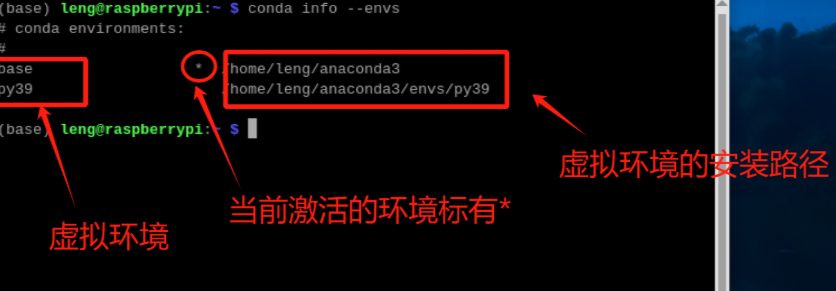 (base) leng@raspberrypi:~ $ conda info --envs
# conda environments:
#
base * /home/leng/anaconda3
py39 /home/leng/anaconda3/envs/py39
(base) leng@raspberrypi:~ $
虚拟环境的安装路径
当前激活的环境标有*
虚拟环境